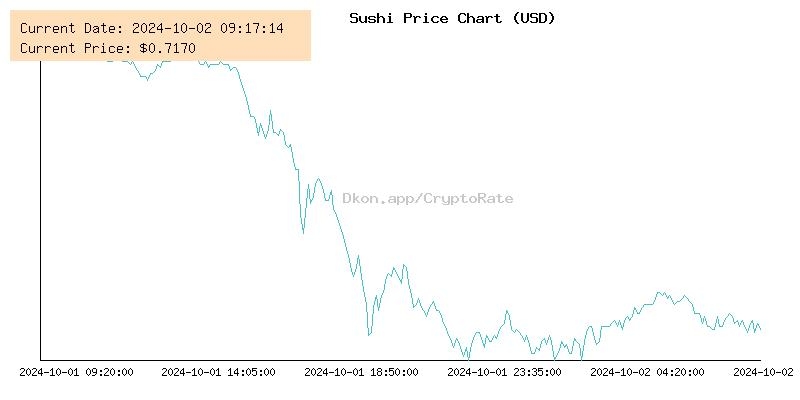 Sushi Price Chart (USD)
Current Date: 2024-10-02 09:17:14
Current Price: $0.7170
Dkon.app/CryptoRate
2024-10-01 09:20:00 2024-10-01 14:05:00 2024-10-01 18:50:00 2024-10-01 23:35:00 2024-10-02 04:20:00 2024-10-02